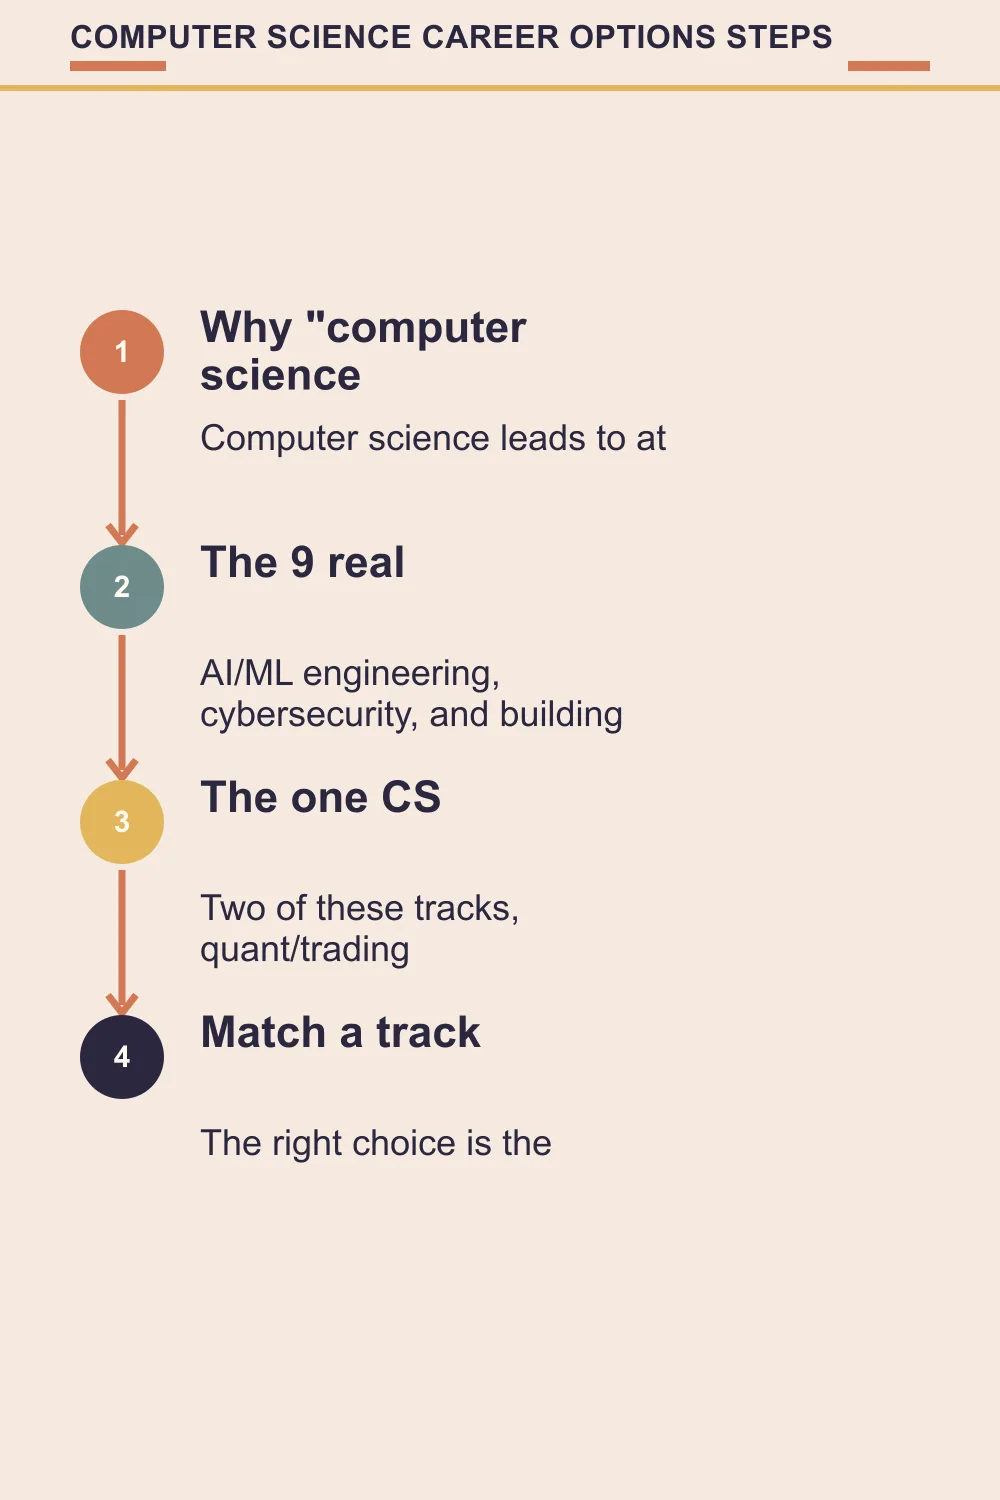 COMPUTER SCIENCE CAREER OPTIONS STEPS
1
Why "computer
science
Computer science leads to at
2
The 9 real
AI/ML engineering,
cybersecurity, and building
3
The one CS
Two of these tracks,
quant/trading
4
Match a track
The right choice is the